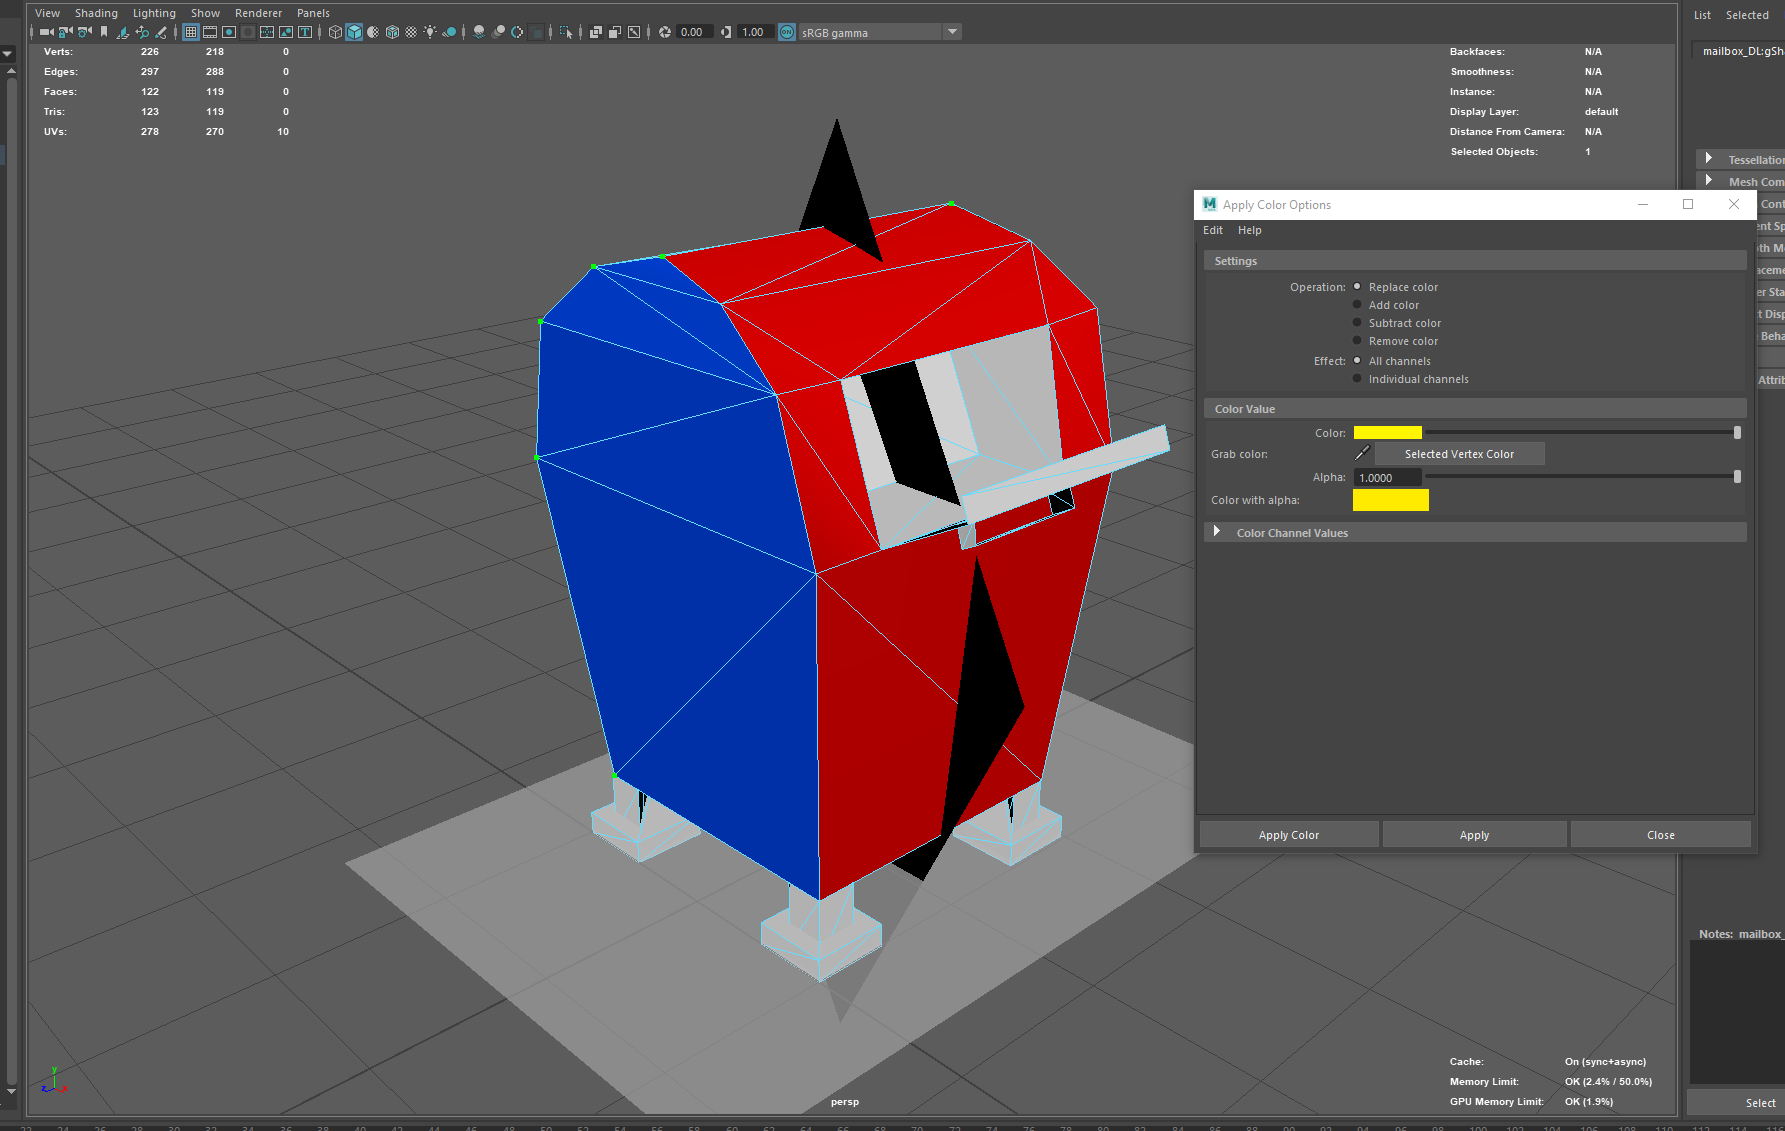 View Shading Lighting Show Renderer Panels
0.00 1.00 ON sRGB gamma
Verts: 226 218 0
Edges: 297 288 0
Faces: 122 119 0
Tris: 123 119 0
UVs: 278 270 10
Backfaces: N/A
Smoothness: N/A
Instance: N/A
Display Layer: default
Distance From Camera: N/A
Selected Objects: 1
List Selected
mailbox_DL:gSh
Tessellation
Mesh Com
Cont
ent Sp
oth M
aceme
er Sta
t Disp
Beha
Attrib
M Apply Color Options
Edit Help
Settings
Operation: Replace color
Add color
Subtract color
Remove color
Effect: All channels
Individual channels
Color Value
Color:
Grab color: Selected Vertex Color
Alpha: 1.0000
Color with alpha:
Color Channel Values
Apply Color Apply Close
Notes: mailbox_
Select
Cache: On (sync+async)
Memory Limit: OK (2.4% / 50.0%)
GPU Memory Limit: OK (1.9%)
persp
y
z x